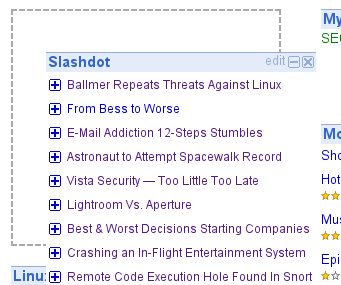 My
SE
Slashdot edit
Ballmer Repeats Threats Against Linux
From Bess to Worse
E-Mail Addiction 12-Steps Stumbles
Astronaut to Attempt Spacewalk Record
Vista Security — Too Little Too Late
Lightroom Vs. Aperture
Best & Worst Decisions Starting Companies
Crashing an In-Flight Entertainment System
Remote Code Execution Hole Found In Snort
Linu
Mo
Sho
Hot
Mus
Epi